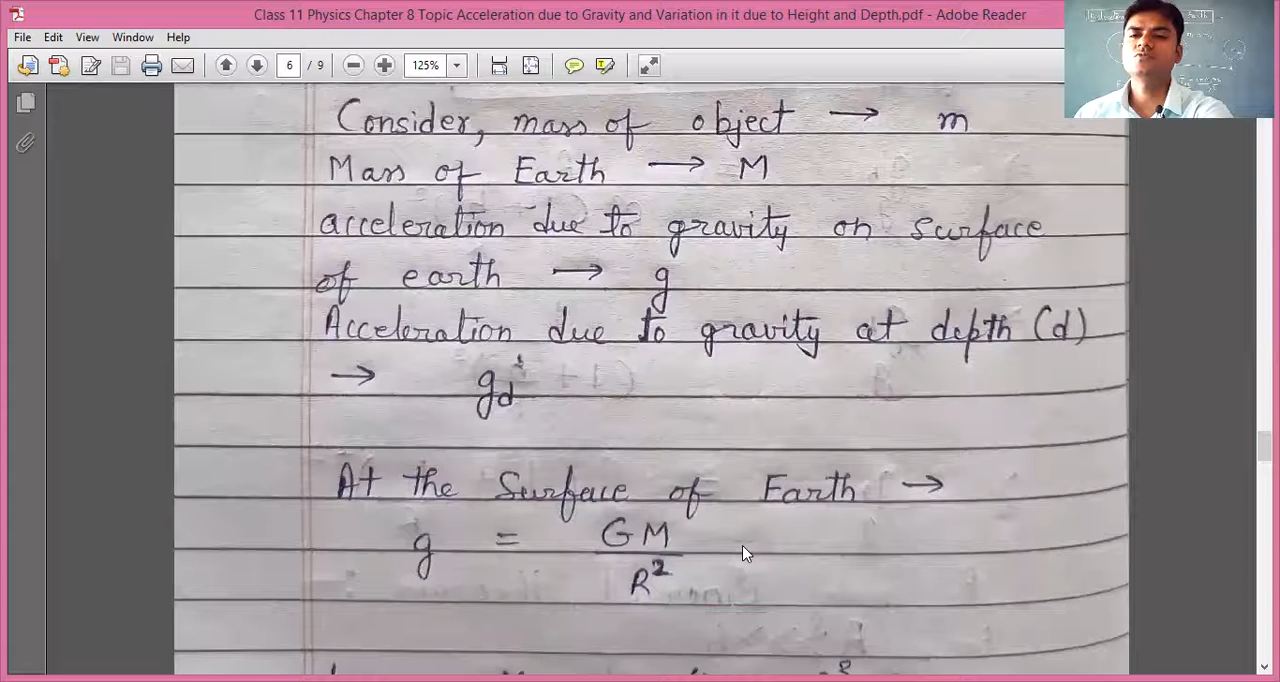 Class 11 Physics Chapter 8 Topic Acceleration due to Gravity and Variation in it due to Height and Depth.pdf - Adobe Reader
File Edit View Window Help
6 / 9 125%
Consider, mass of object → m
Mass of Earth → M
acceleration due to gravity on surface
of earth → g
Acceleration due to gravity at depth (d)
→ gd
At the Surface of Earth →
g = GM
R²